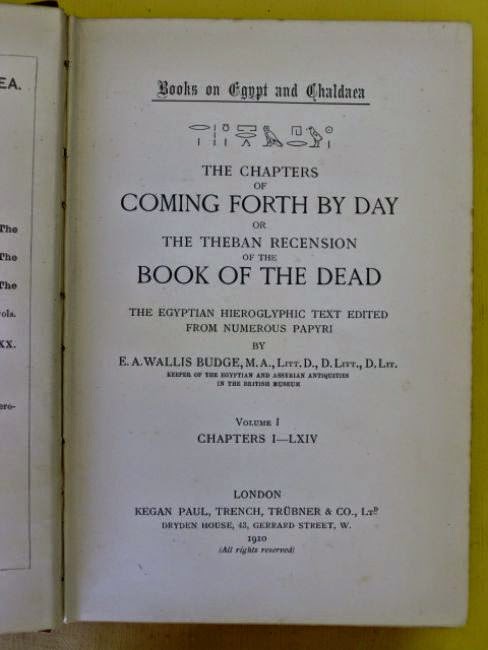 EA.
The
The
The
ols.
XX.
ero-
Books on Egypt and Chaldaea
THE CHAPTERS
OF
COMING FORTH BY DAY
OR
THE THEBAN RECENSION
OF THE
BOOK OF THE DEAD
THE EGYPTIAN HIEROGLYPHIC TEXT EDITED
FROM NUMEROUS PAPYRI
BY
E. A. WALLIS BUDGE, M.A., LITT. D., D. LITT., D. LIT.
KEEPER OF THE EGYPTIAN AND ASSYRIAN ANTIQUITIES
IN THE BRITISH MUSEUM
VOLUME I
CHAPTERS I—LXIV
LONDON
KEGAN PAUL, TRENCH, TRÜBNER & CO., LTD
DRYDEN HOUSE, 43, GERRARD STREET, W.
1910
(All rights reserved)